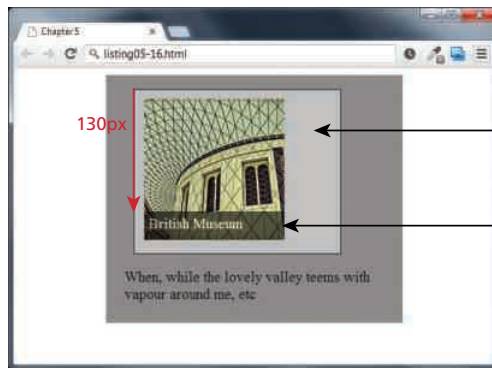 Chapter5
listing05-16.html
130px
British Museum
When, while the lovely valley teems with
vapour around me, etc